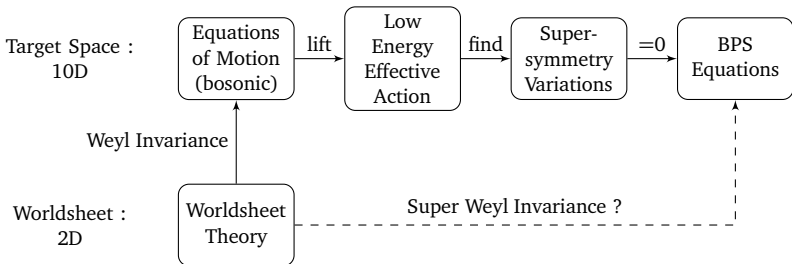 Target Space :
10D
Equations
of Motion
(bosonic)
lift
Low
Energy
Effective
Action
find
Super-
symmetry
Variations
=0
BPS
Equations
Weyl Invariance
Worldsheet :
2D
Worldsheet
Theory
Super Weyl Invariance ?